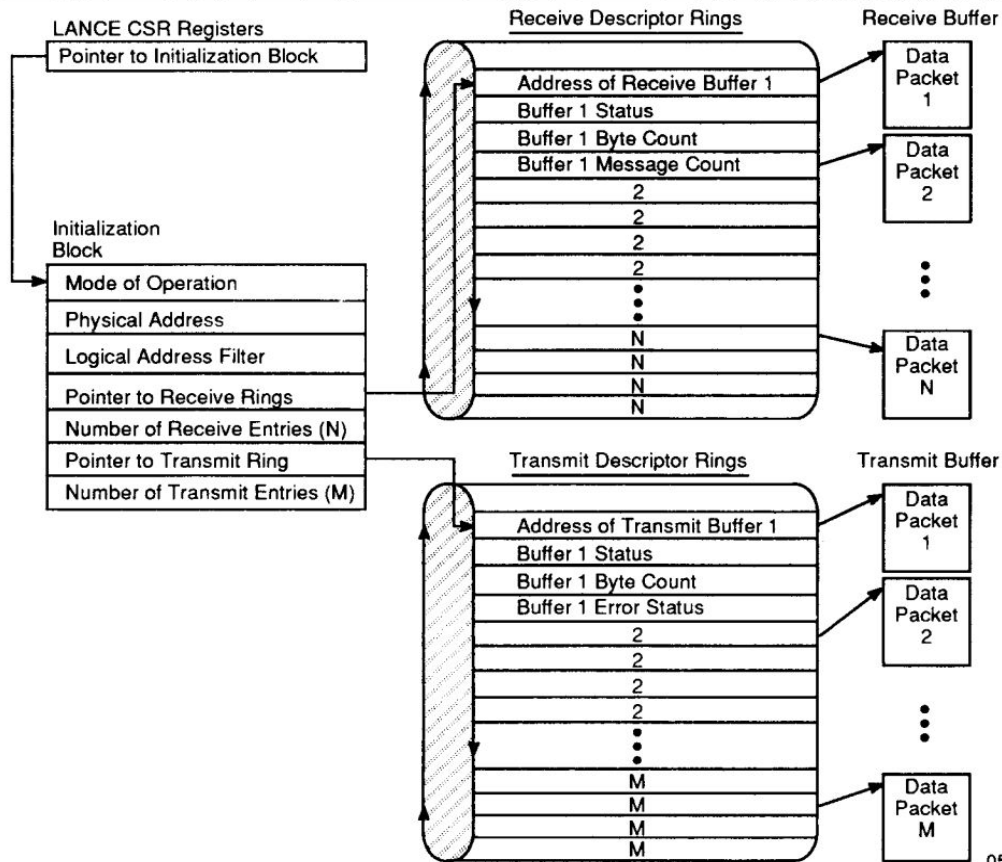 LANCE CSR Registers
Pointer to Initialization Block
Initialization
Block
Mode of Operation
Physical Address
Logical Address Filter
Pointer to Receive Rings
Number of Receive Entries (N)
Pointer to Transmit Ring
Number of Transmit Entries (M)
Receive Descriptor Rings
Address of Receive Buffer 1
Buffer 1 Status
Buffer 1 Byte Count
Buffer 1 Message Count
2
2
2
2
N
N
N
N
Receive Buffer
Data
Packet
1
Data
Packet
2
Data
Packet
N
Transmit Descriptor Rings
Address of Transmit Buffer 1
Buffer 1 Status
Buffer 1 Byte Count
Buffer 1 Error Status
2
2
2
2
M
M
M
M
Transmit Buffer
Data
Packet
1
Data
Packet
2
Data
Packet
M